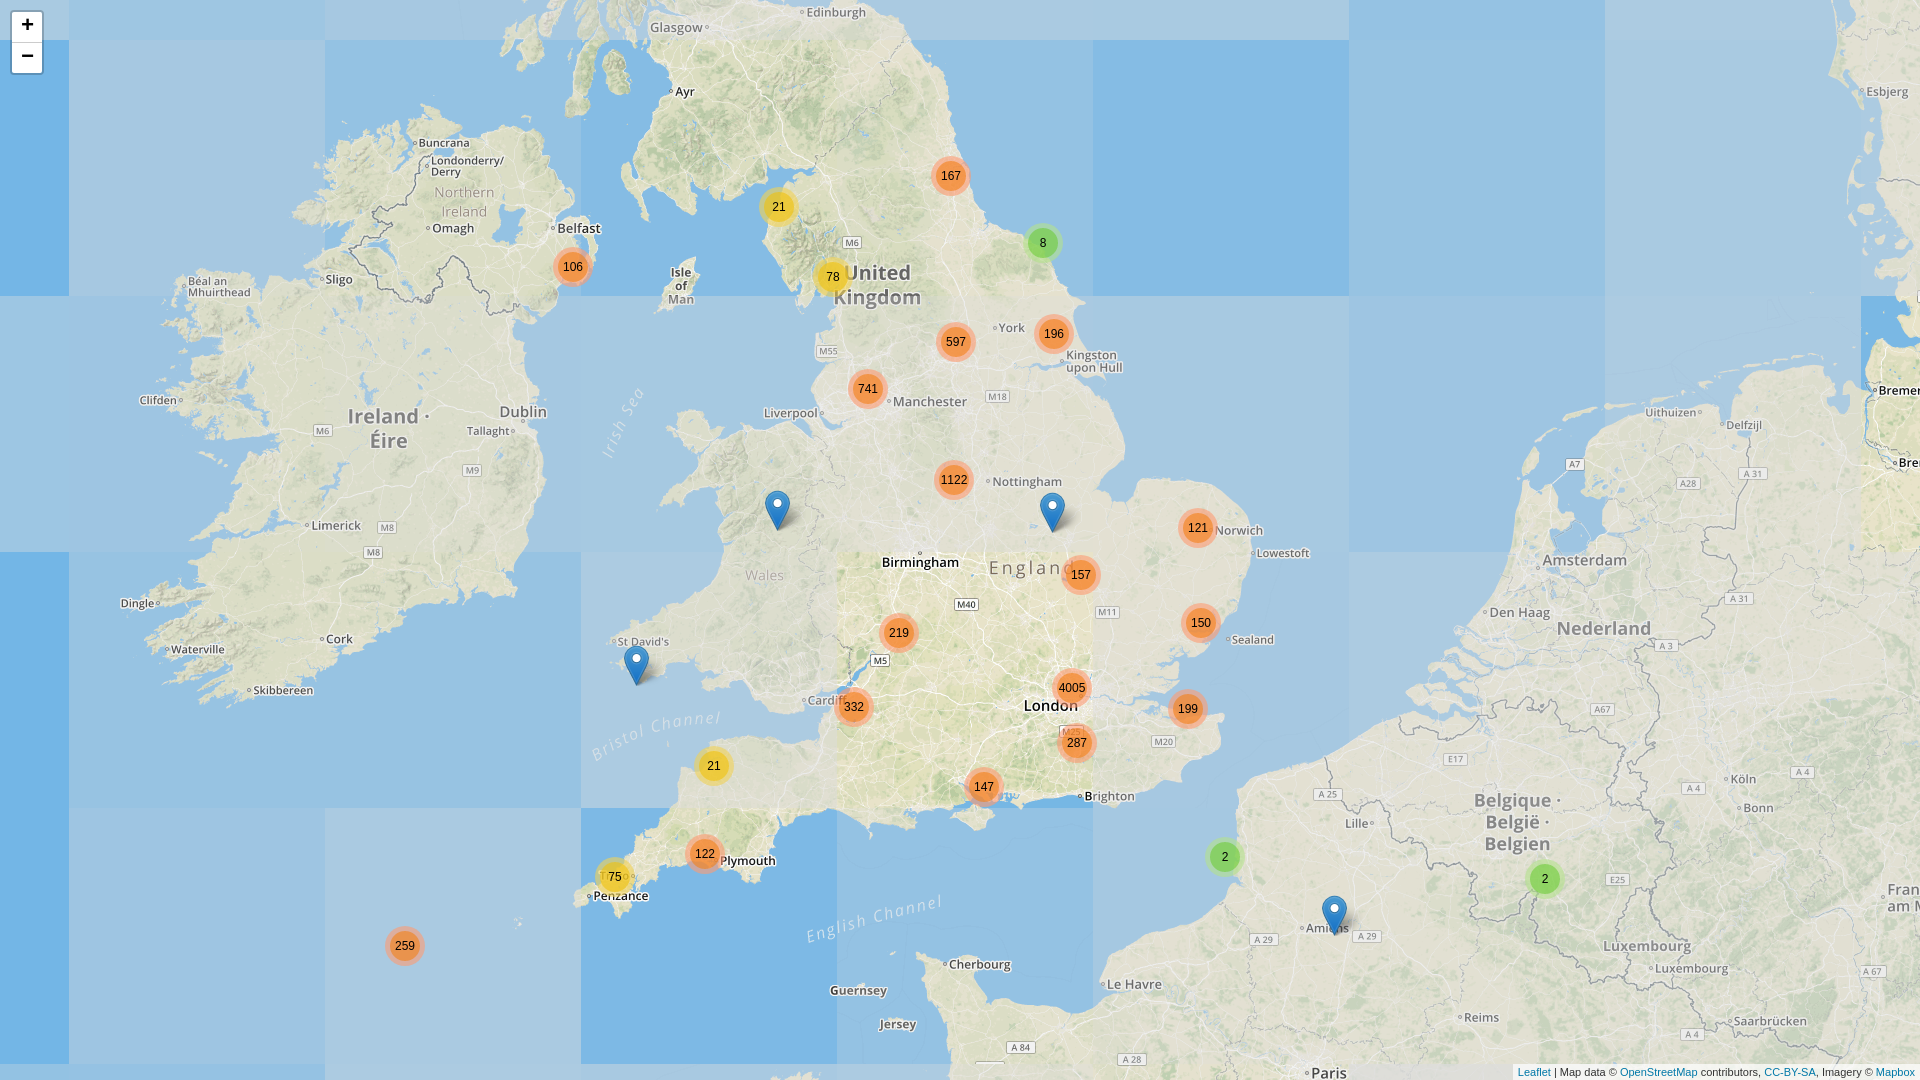 +
−
Edinburgh
Glasgow
Ayr
Esbjerg
Buncrana
Londonderry/
Derry
Northern
Ireland
Omagh
Belfast
167
21
8
M6
106
78
United
Kingdom
Isle
of
Man
Sligo
Béal an
Mhuirthead
York
196
597
M55
Kingston
upon Hull
741
Manchester
M18
Liverpool
Clifden
Ireland ·
Éire
Dublin
Tallaght
M6
M9
Irish Sea
Bremer
Uithuizen
Delfzijl
A7
A 31
A28
1122
Nottingham
Limerick
M8
M8
121
Norwich
Lowestoft
Birmingham
England
157
Wales
M40
M11
Amsterdam
Den Haag
Nederland
A 31
A 3
Dingle
Cork
Waterville
Skibbereen
St David's
219
M5
150
Sealand
Cardiff
332
4005
London
M25
287
199
M20
Bristol Channel
A67
E17
21
147
Brighton
Köln
A 4
A 4
Bonn
A 25
Lille
Belgique ·
België ·
Belgien
122
Plymouth
75
Penzance
2
2
E25
259
English Channel
Amiens
A 29
A 29
Luxembourg
Luxembourg
A 67
Cherbourg
Guernsey
Jersey
Le Havre
Reims
Saarbrücken
A 4
A 84
A 28
Paris
Leaflet | Map data © OpenStreetMap contributors, CC-BY-SA, Imagery © Mapbox